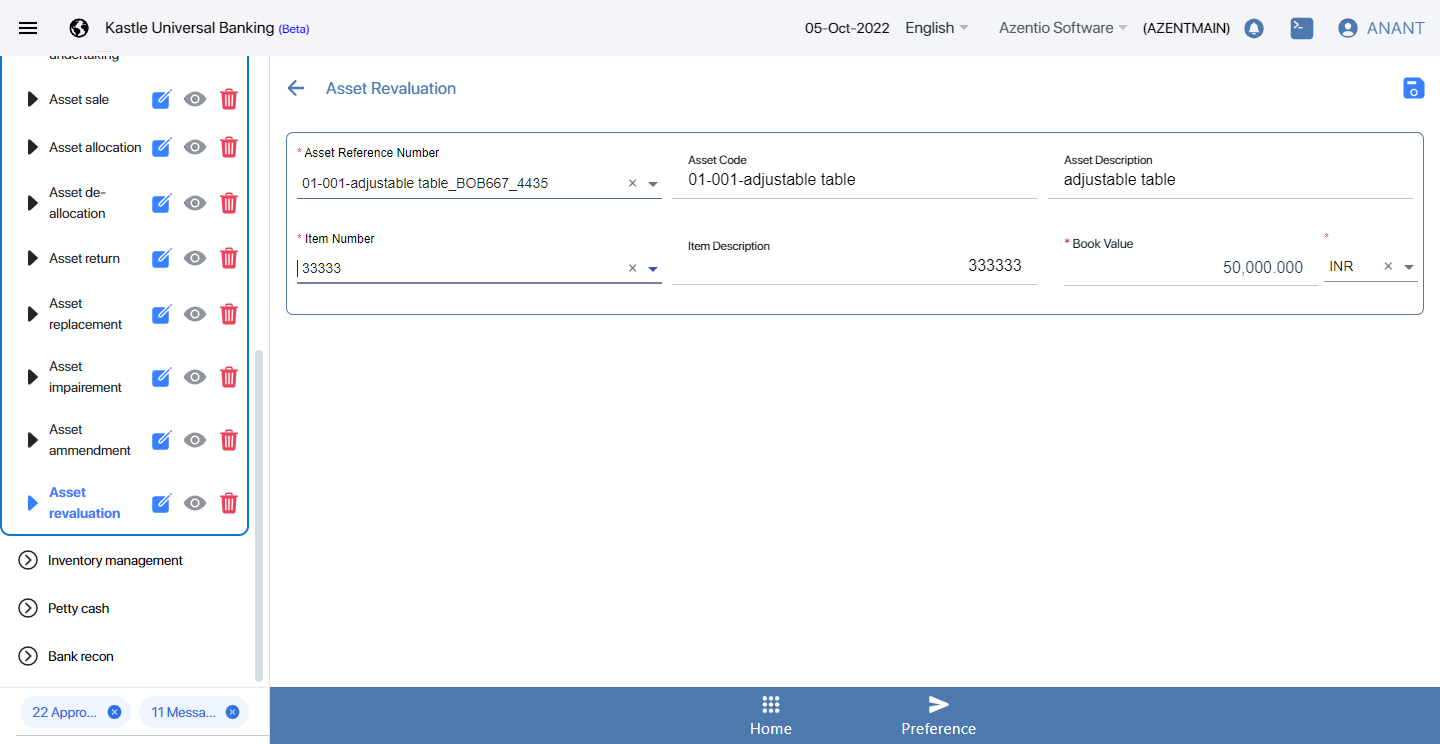 Kastle Universal Banking (Beta)
05-Oct-2022
English
Azentio Software
(AZENTMAIN)
ANANT
undertaking
Asset sale
Asset allocation
Asset de-
allocation
Asset return
Asset
replacement
Asset
impairement
Asset
ammendment
Asset
revaluation
Inventory management
Petty cash
Bank recon
22 Appro...
11 Messa...
Asset Revaluation
* Asset Reference Number
01-001-adjustable table_BOB667_4435
Asset Code
01-001-adjustable table
Asset Description
adjustable table
* Item Number
33333
Item Description
333333
* Book Value
50,000.000
*
INR
Home
Preference